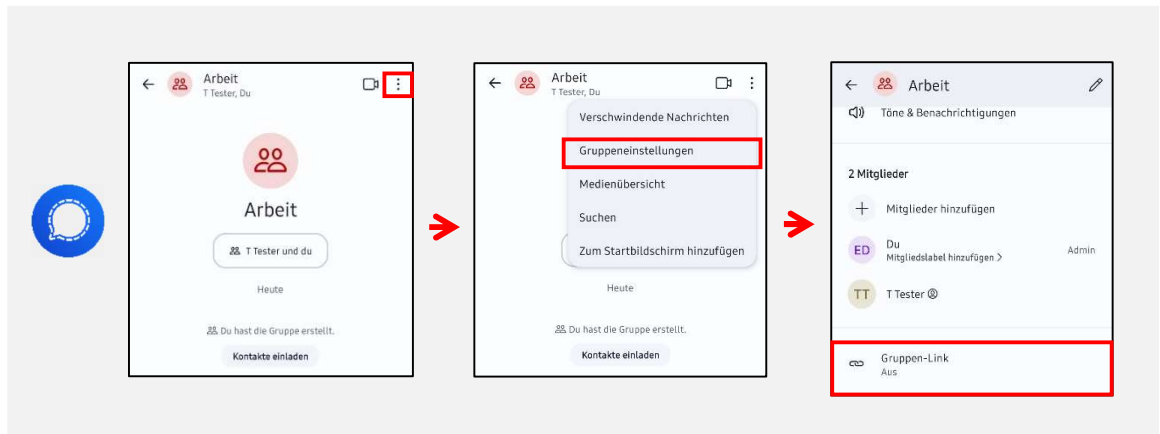 Arbeit
T Tester, Du
Arbeit
T Tester und du
Heute
Du hast die Gruppe erstellt.
Kontakte einladen
Arbeit
T Tester, Du
Verschwindende Nachrichten
Gruppeneinstellungen
Medienübersicht
Suchen
Zum Startbildschirm hinzufügen
Heute
Du hast die Gruppe erstellt.
Kontakte einladen
Arbeit
Töne & Benachrichtigungen
2 Mitglieder
Mitglieder hinzufügen
ED Du
Mitgliedslabel hinzufügen > Admin
TT T Tester
Gruppen-Link
Aus